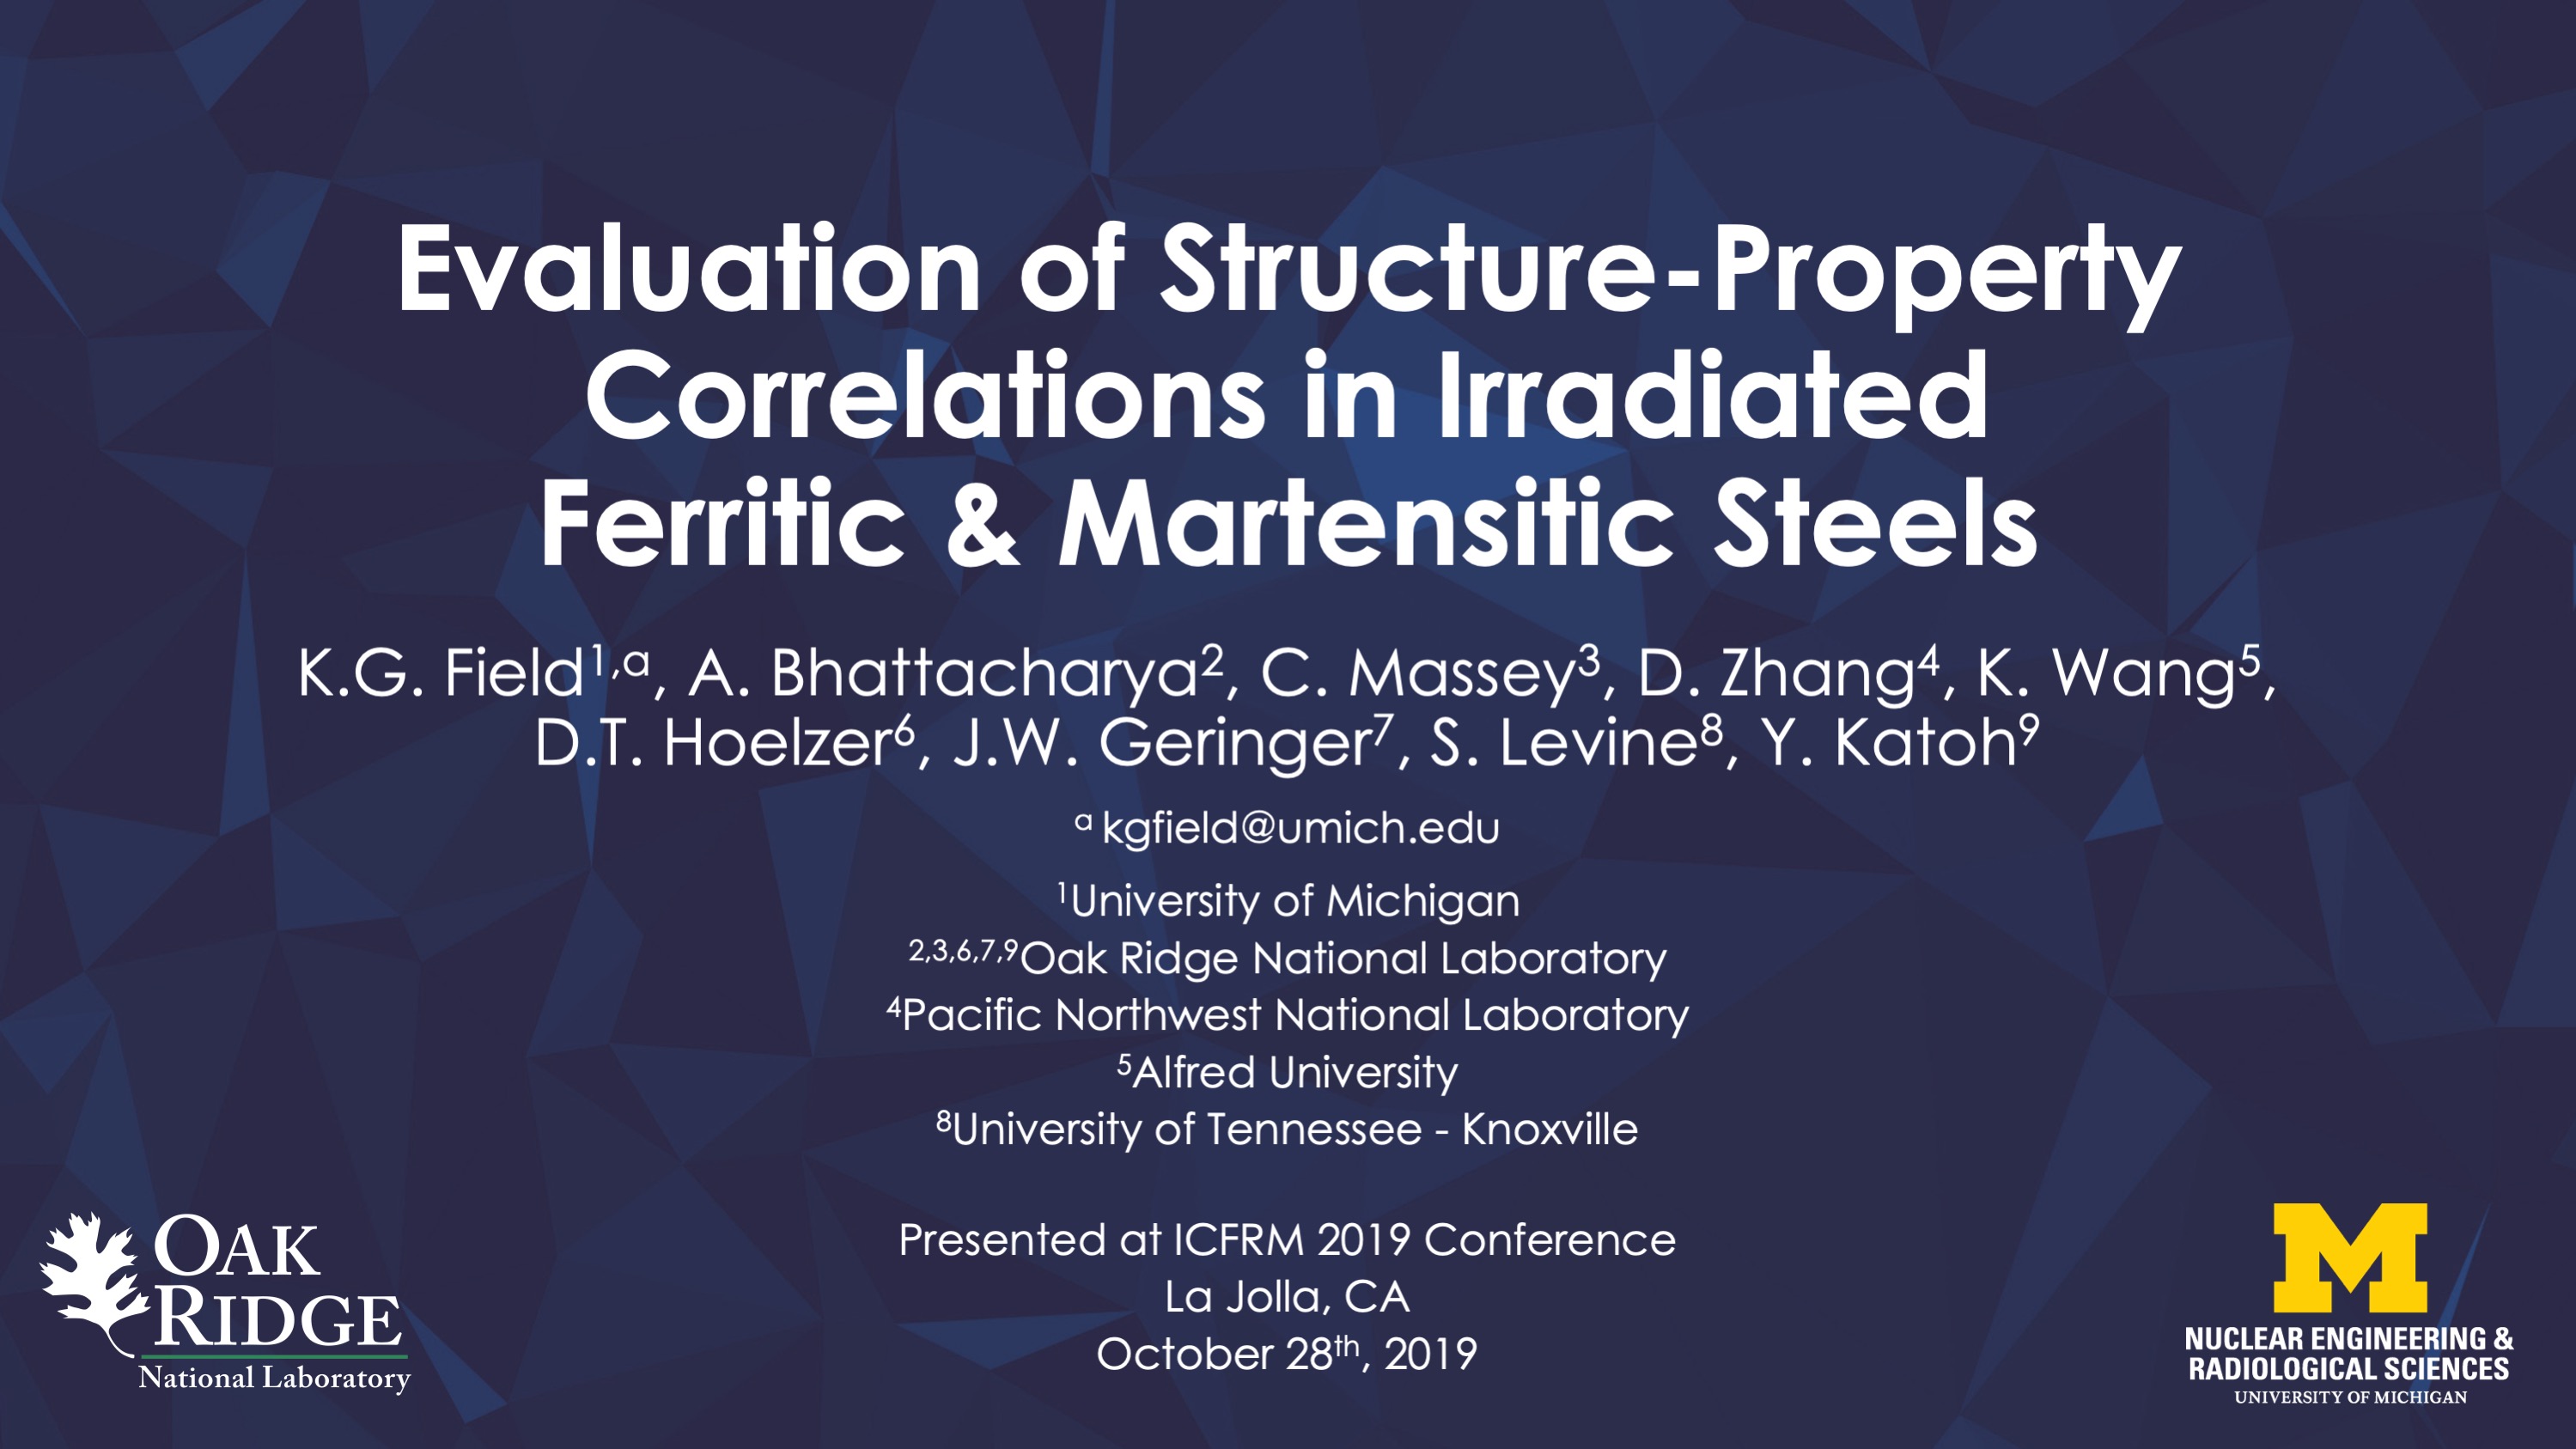 Evaluation of Structure-Property
Correlations in Irradiated
Ferritic & Martensitic Steels
K.G. Field¹,ᵃ, A. Bhattacharya², C. Massey³, D. Zhang⁴, K. Wang⁵,
D.T. Hoelzer⁶, J.W. Geringer⁷, S. Levine⁸, Y. Katoh⁹
ᵃ kgfield@umich.edu
¹University of Michigan
²,³,⁶,⁷,⁹Oak Ridge National Laboratory
⁴Pacific Northwest National Laboratory
⁵Alfred University
⁸University of Tennessee - Knoxville
Presented at ICFRM 2019 Conference
La Jolla, CA
October 28ᵗʰ, 2019
OAK
RIDGE
National Laboratory
M
NUCLEAR ENGINEERING &
RADIOLOGICAL SCIENCES
UNIVERSITY OF MICHIGAN